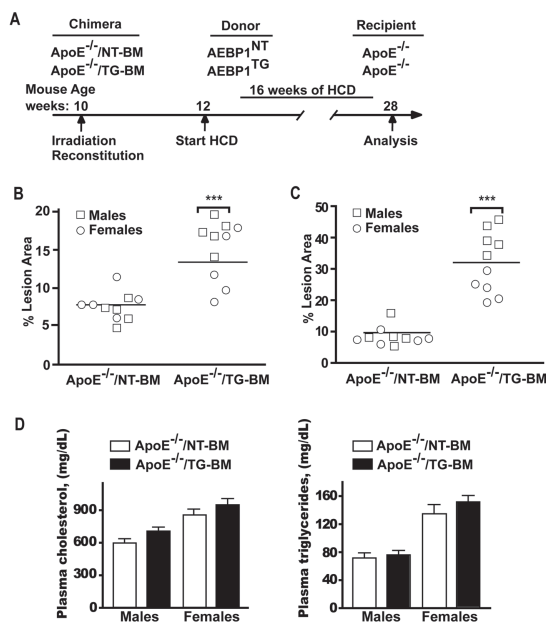 A
Chimera Donor Recipient
ApoE-/-/NT-BM AEBP1NT ApoE-/-
ApoE-/-/TG-BM AEBP1TG ApoE-/-
Mouse Age
weeks: 10 12 16 weeks of HCD 28
Irradiation
Reconstitution
Start HCD
Analysis
B
% Lesion Area
20
15
10
5
0
Males
Females
***
ApoE-/-/NT-BM ApoE-/-/TG-BM
C
% Lesion Area
50
40
30
20
10
0
Males
Females
***
ApoE-/-/NT-BM ApoE-/-/TG-BM
D
ApoE-/-/NT-BM
ApoE-/-/TG-BM
Plasma cholesterol, (mg/dL)
900
600
300
0
Males Females
ApoE-/-/NT-BM
ApoE-/-/TG-BM
Plasma triglycerides, (mg/dL)
160
120
80
40
0
Males Females